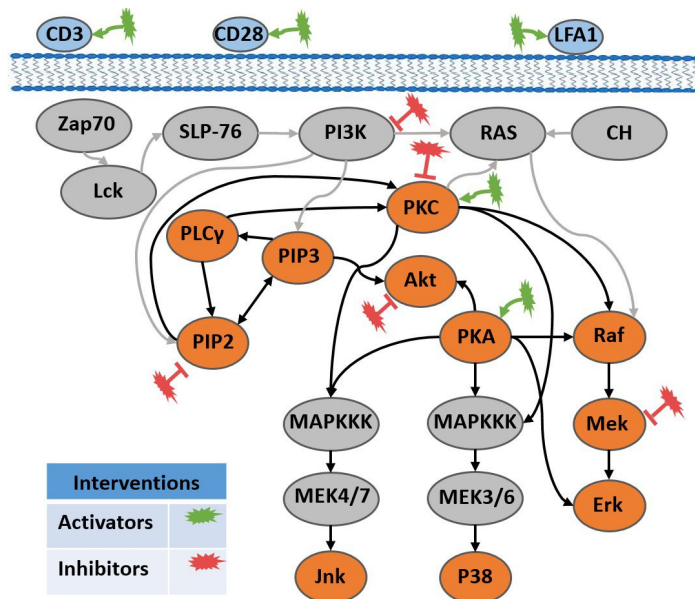 CD3
CD28
LFA1
Zap70
SLP-76
PI3K
RAS
CH
Lck
PKC
PLCγ
PIP3
Akt
PIP2
PKA
Raf
MAPKKK
MAPKKK
Mek
Interventions
MEK4/7
MEK3/6
Erk
Activators
Inhibitors
Jnk
P38